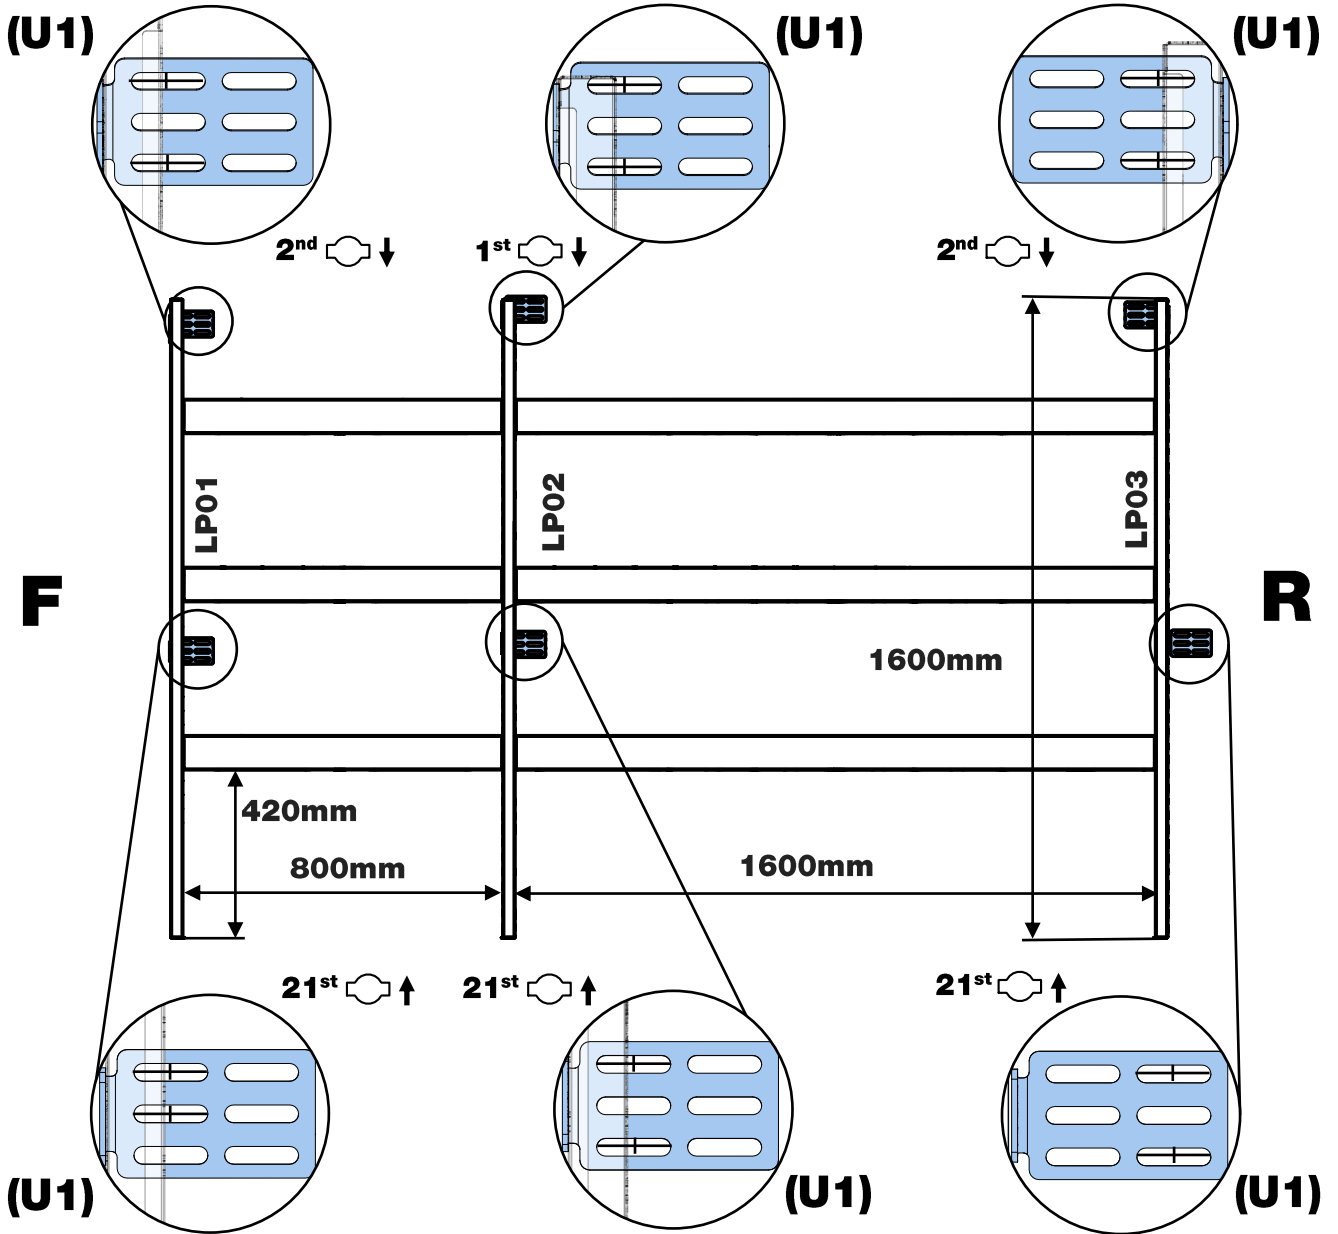 (U1)
(U1)
(U1)
2nd
1st
2nd
LP01
LP02
LP03
F
R
1600mm
420mm
800mm
1600mm
21st
21st
21st
(U1)
(U1)
(U1)